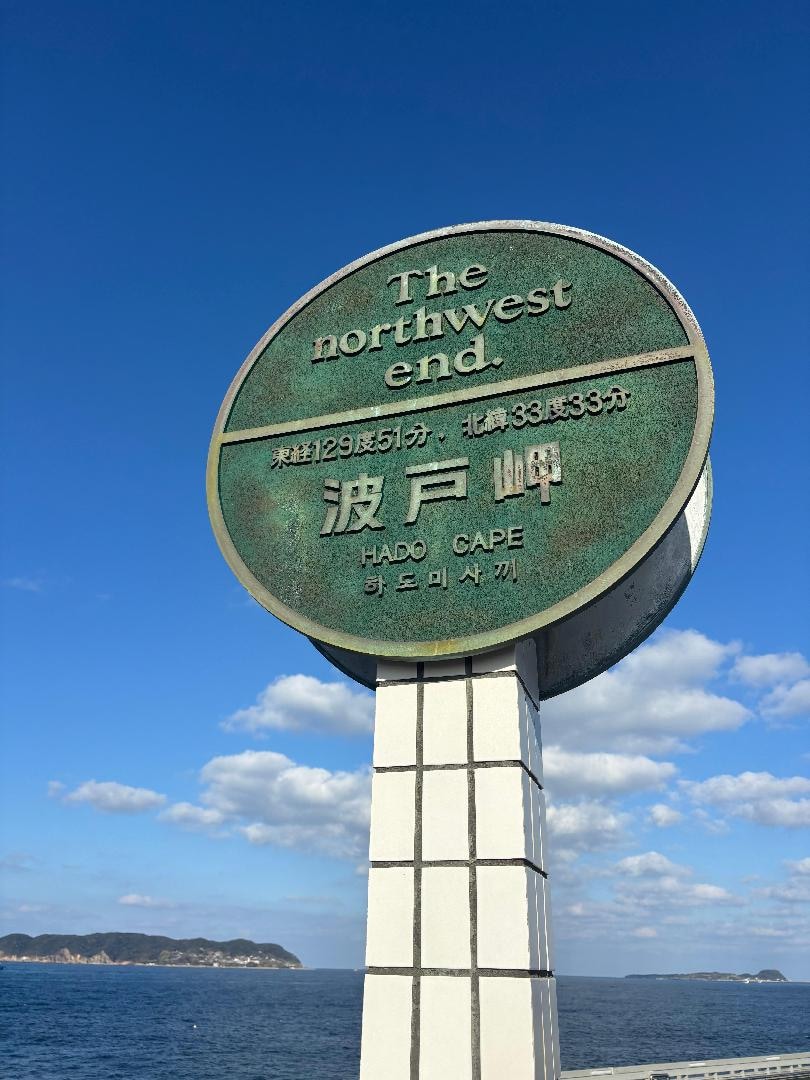 The
northwest
end.
東経129度51分，北緯33度33分
波戸岬
HADO CAPE
하도미사끼